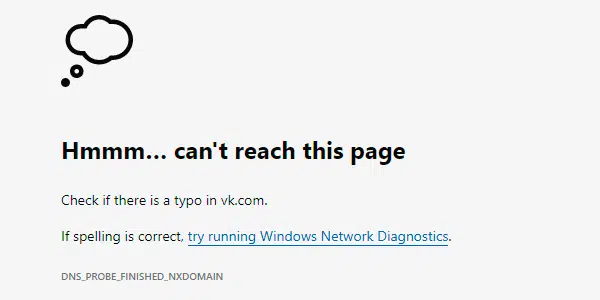 Hmmm... can't reach this page
Check if there is a typo in vk.com.
If spelling is correct, try running Windows Network Diagnostics.
DNS_PROBE_FINISHED_NXDOMAIN